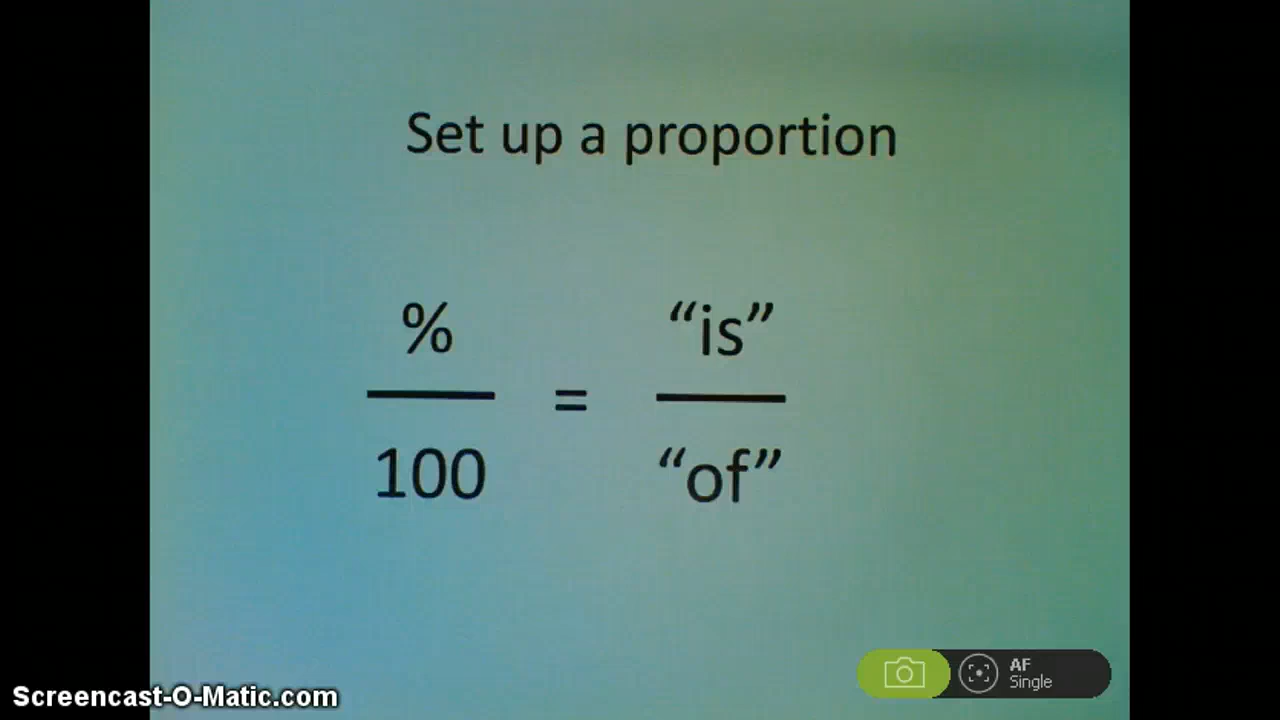 Set up a proportion
% “is”
=
100 “of”
AF
Single
Screencast-O-Matic.com